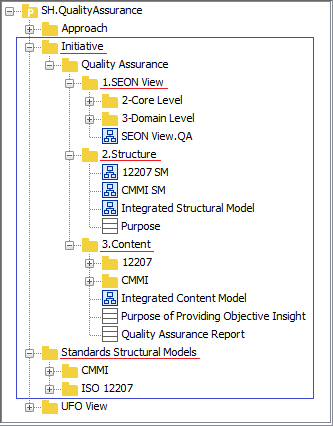 SH.QualityAssurance
Approach
Initiative
Quality Assurance
1.SEON View
2-Core Level
3-Domain Level
SEON View.QA
2.Structure
12207 SM
CMMI SM
Integrated Structural Model
Purpose
3.Content
12207
CMMI
Integrated Content Model
Purpose of Providing Objective Insight
Quality Assurance Report
Standards Structural Models
CMMI
ISO 12207
UFO View